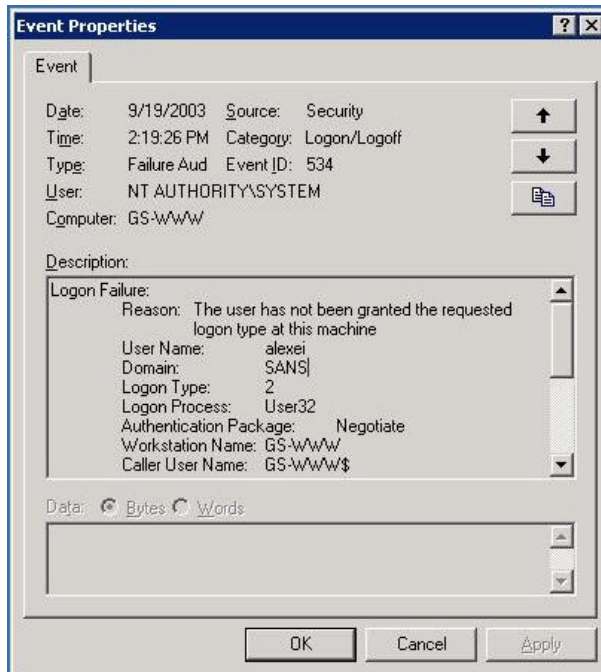 Event Properties
Event
Date: 9/19/2003 Source: Security
Time: 2:19:26 PM Category: Logon/Logoff
Type: Failure Aud Event ID: 534
User: NT AUTHORITY\SYSTEM
Computer: GS-WWW
Description:
Logon Failure:
Reason: The user has not been granted the requested
logon type at this machine
User Name: alexei
Domain: SANS
Logon Type: 2
Logon Process: User32
Authentication Package: Negotiate
Workstation Name: GS-WWW
Caller User Name: GS-WWW$
Data: Bytes Words
OK Cancel Apply